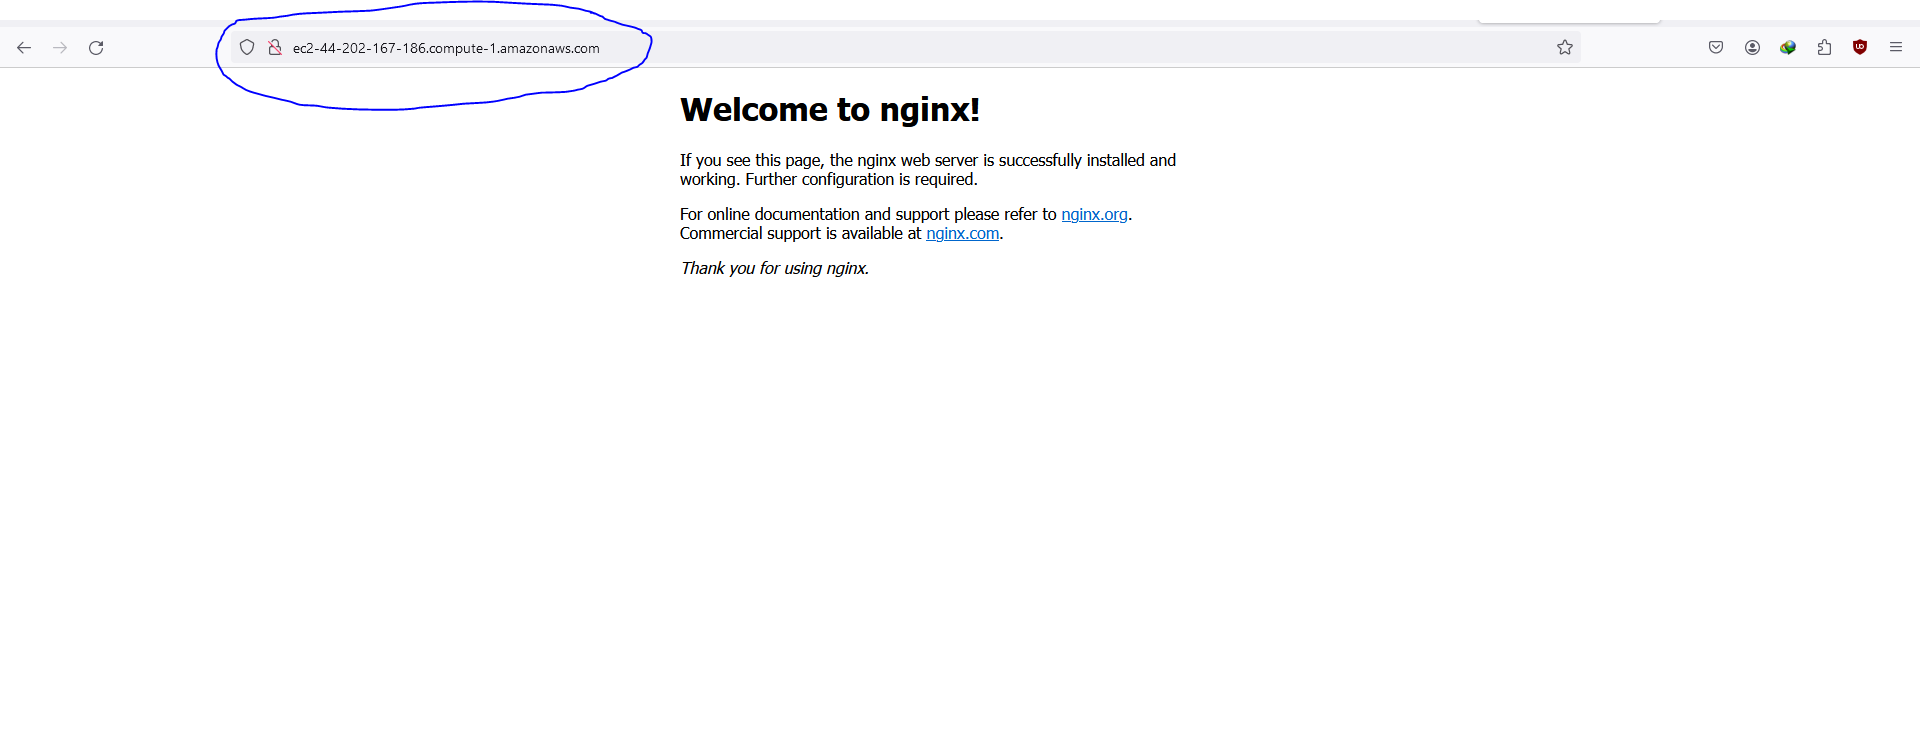 ec2-44-202-167-186.compute-1.amazonaws.com
Welcome to nginx!
If you see this page, the nginx web server is successfully installed and
working. Further configuration is required.
For online documentation and support please refer to nginx.org.
Commercial support is available at nginx.com.
Thank you for using nginx.